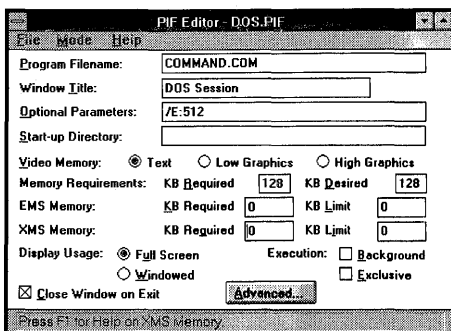 PIF Editor - DOS.PIF
File Mode Help
Program Filename: COMMAND.COM
Window Title: DOS Session
Optional Parameters: /E:512
Start-up Directory:
Video Memory: Text Low Graphics High Graphics
Memory Requirements: KB Required 128 KB Desired 128
EMS Memory: KB Required 0 KB Limit 0
XMS Memory: KB Required 0 KB Limit 0
Display Usage: Full Screen Execution: Background
Windowed Exclusive
Close Window on Exit Advanced...
Press F1 for Help on XMS Memory.